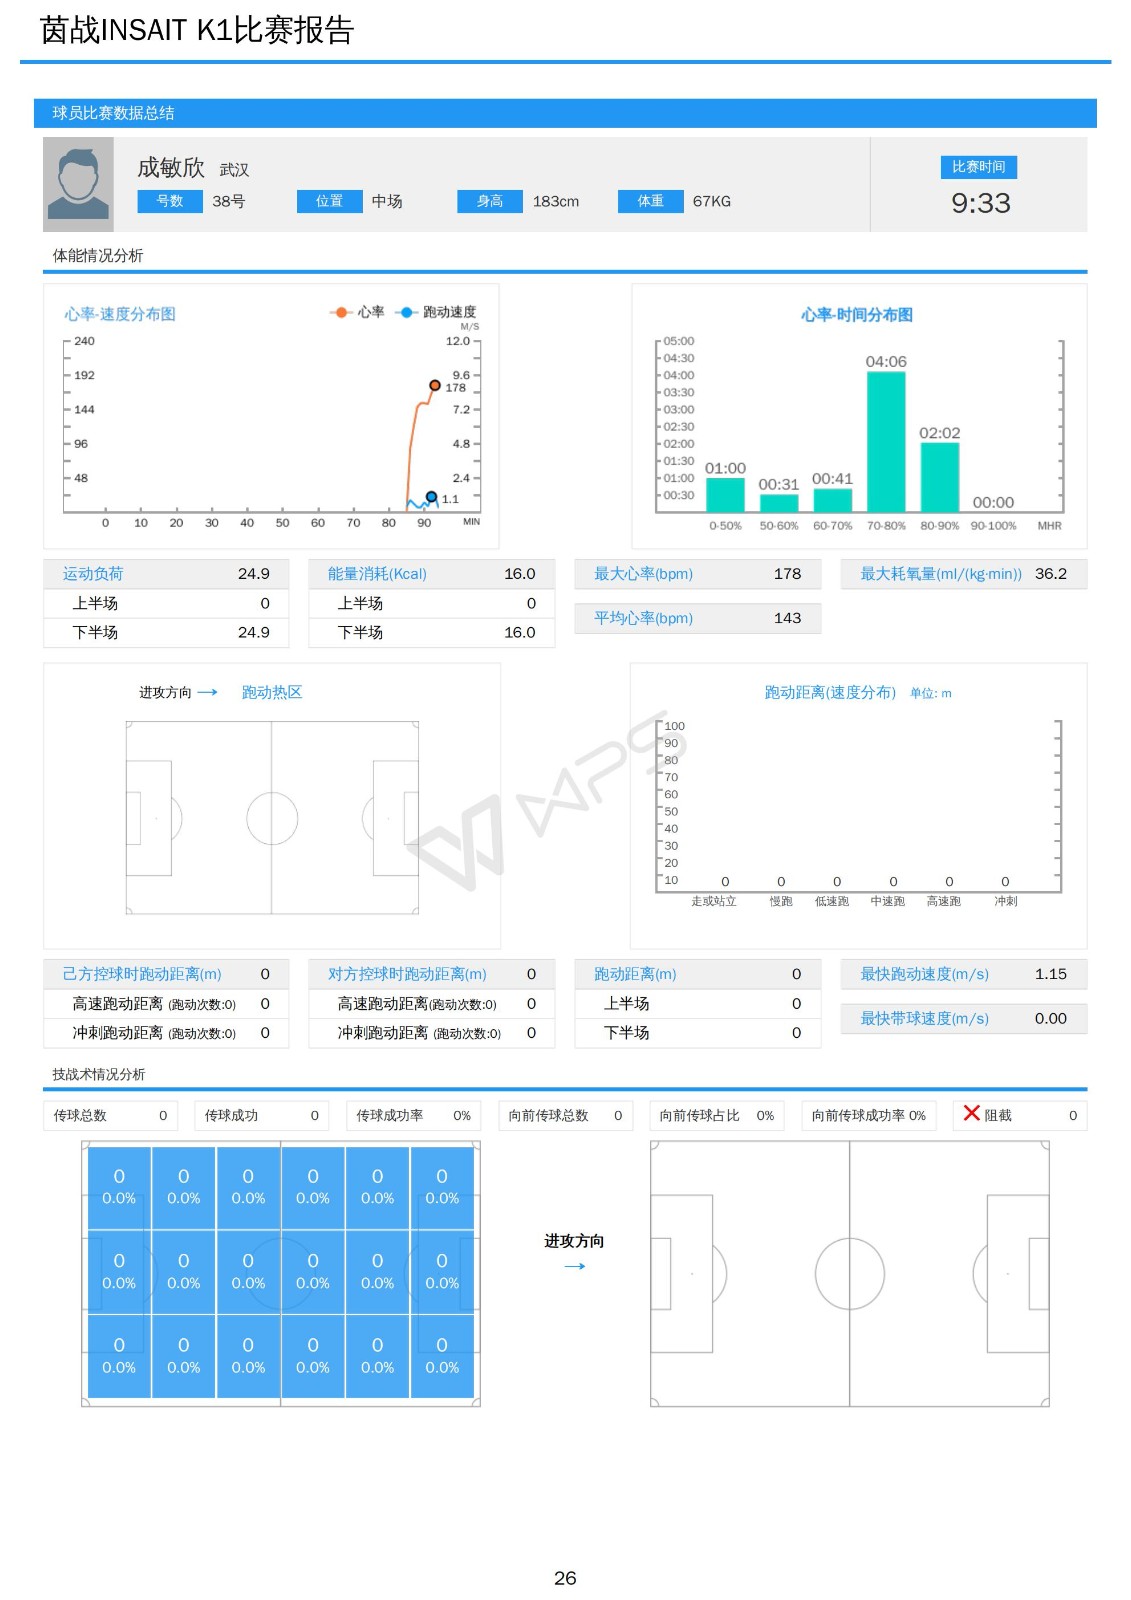 茵战INSAIT K1比赛报告
球员比赛数据总结
成敏欣 武汉
号数 38号 位置 中场 身高 183cm 体重 67KG
比赛时间
9:33
体能情况分析
心率-速度分布图 心率 跑动速度
M/S
240 12.0
192 9.6
178
144 7.2
96 4.8
48 2.4
1.1
0 10 20 30 40 50 60 70 80 90 MIN
心率-时间分布图
05:00
04:30
04:00
03:30
03:00
02:30
02:00
01:30
01:00
00:30
01:00 00:31 00:41 04:06 02:02 00:00
0-50% 50-60% 60-70% 70-80% 80-90% 90-100% MHR
运动负荷 24.9
上半场 0
下半场 24.9
能量消耗(Kcal) 16.0
上半场 0
下半场 16.0
最大心率(bpm) 178
平均心率(bpm) 143
最大耗氧量(ml/(kg·min)) 36.2
进攻方向 → 跑动热区
跑动距离(速度分布) 单位: m
100
90
80
70
60
50
40
30
20
10
0 0 0 0 0 0
走或站立 慢跑 低速跑 中速跑 高速跑 冲刺
WPS
己方控球时跑动距离(m) 0
高速跑动距离 (跑动次数:0) 0
冲刺跑动距离 (跑动次数:0) 0
对方控球时跑动距离(m) 0
高速跑动距离(跑动次数:0) 0
冲刺跑动距离 (跑动次数:0) 0
跑动距离(m) 0
上半场 0
下半场 0
最快跑动速度(m/s) 1.15
最快带球速度(m/s) 0.00
技战术情况分析
传球总数 0 传球成功 0 传球成功率 0% 向前传球总数 0 向前传球占比 0% 向前传球成功率 0% 阻截 0
0 0 0 0 0 0
0.0% 0.0% 0.0% 0.0% 0.0% 0.0%
0 0 0 0 0 0
0.0% 0.0% 0.0% 0.0% 0.0% 0.0%
0 0 0 0 0 0
0.0% 0.0% 0.0% 0.0% 0.0% 0.0%
进攻方向
→
26